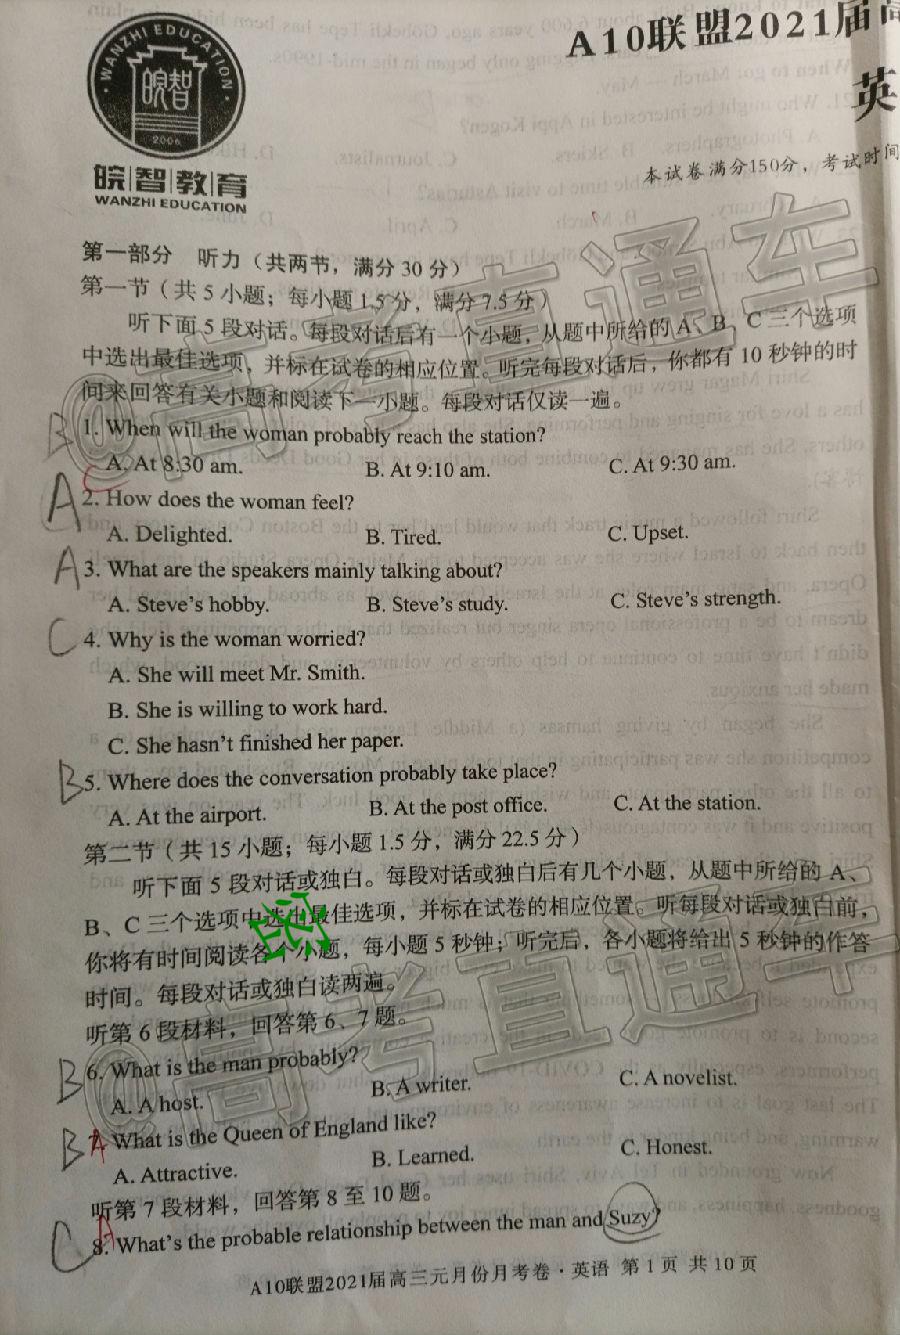 WANZHI EDUCATION
皖智
2006
皖智教育
WANZHI EDUCATION
A10联盟2021届高
英
本试卷满分150分，考试时间
第一部分 听力（共两节，满分 30 分）
第一节（共 5 小题；每小题 1.5 分，满分 7.5 分）
听下面 5 段对话。每段对话后有一个小题，从题中所给的 A、B、C 三个选项
中选出最佳选项，并标在试卷的相应位置。听完每段对话后，你都有 10 秒钟的时
间来回答有关小题和阅读下一小题。每段对话仅读一遍。
B 1. When will the woman probably reach the station?
A. At 8:30 am. B. At 9:10 am. C. At 9:30 am.
C
A 2. How does the woman feel?
A. Delighted. B. Tired. C. Upset.
A 3. What are the speakers mainly talking about?
A. Steve's hobby. B. Steve's study. C. Steve's strength.
C 4. Why is the woman worried?
A. She will meet Mr. Smith.
B. She is willing to work hard.
C. She hasn't finished her paper.
B 5. Where does the conversation probably take place?
A. At the airport. B. At the post office. C. At the station.
第二节（共 15 小题；每小题 1.5 分，满分 22.5 分）
听下面 5 段对话或独白。每段对话或独白后有几个小题，从题中所给的 A、
B、C 三个选项中选出最佳选项，并标在试卷的相应位置。听每段对话或独白前，
你将有时间阅读各个小题，每小题 5 秒钟；听完后，各小题将给出 5 秒钟的作答
时间。每段对话或独白读两遍。
听第 6 段材料，回答第 6、7 题。
B 6. What is the man probably?
A. A host. B. A writer. C. A novelist.
B A What is the Queen of England like?
A. Attractive. B. Learned. C. Honest.
听第 7 段材料，回答第 8 至 10 题。
C A 8. What's the probable relationship between the man and Suzy?
A10联盟2021届高三元月份月考卷·英语 第 1 页 共 10 页
@高考直通车
@高考直通车